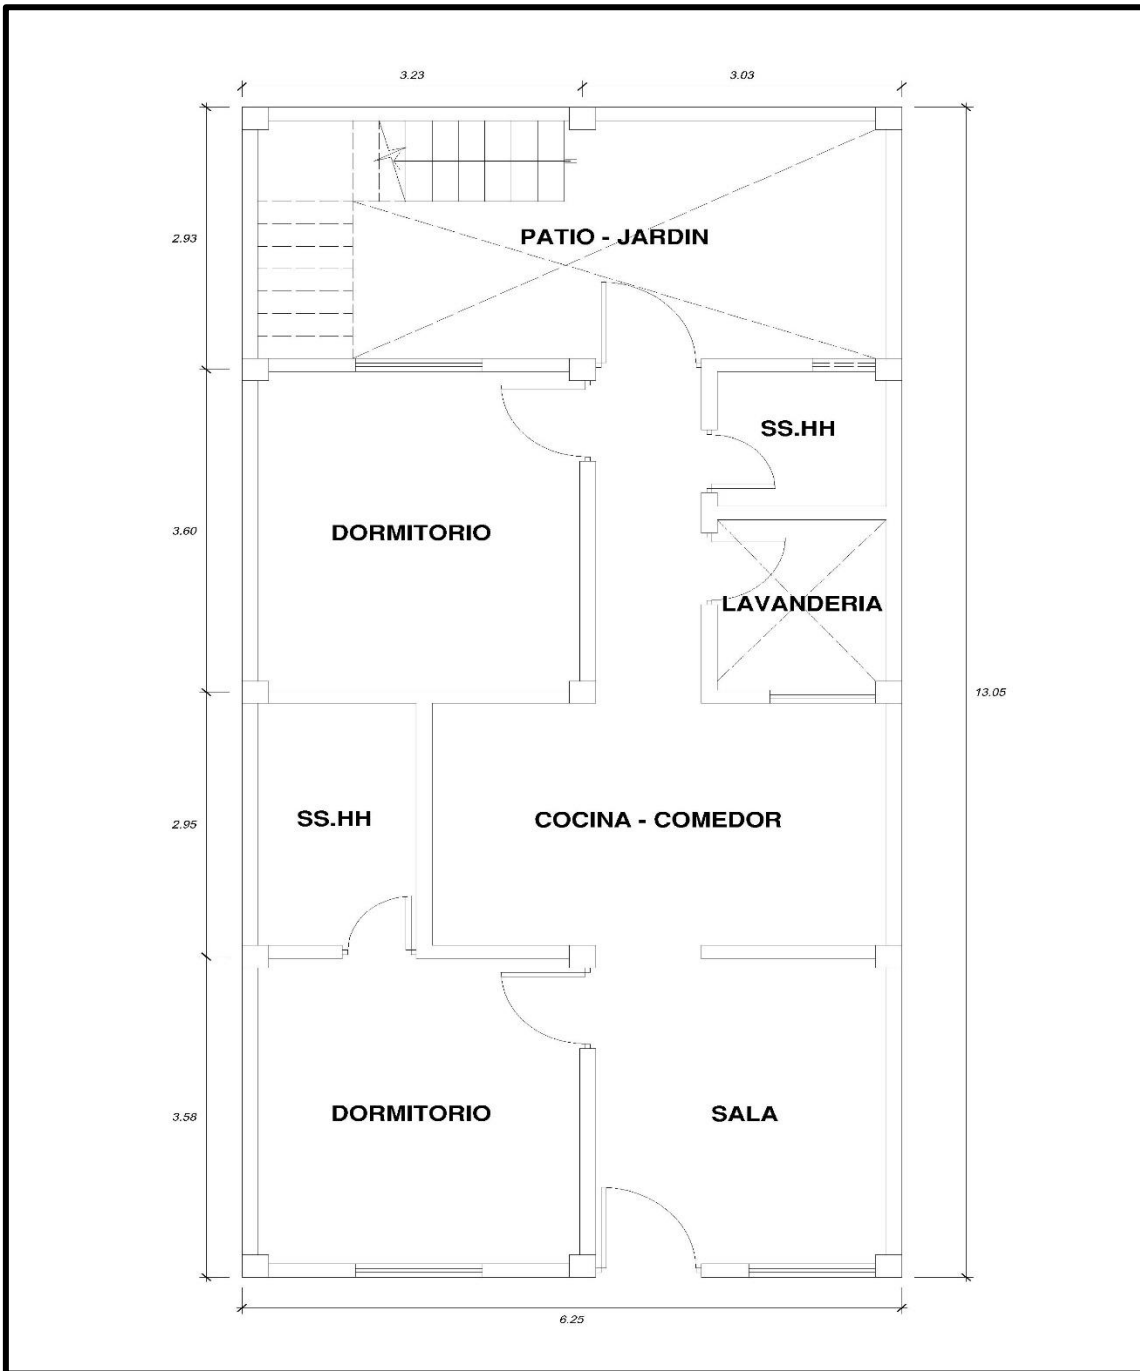 3.23
3.03
2.93
PATIO - JARDIN
SS.HH
DORMITORIO
3.60
LAVANDERIA
13.05
SS.HH
COCINA - COMEDOR
2.95
DORMITORIO
SALA
3.58
6.25